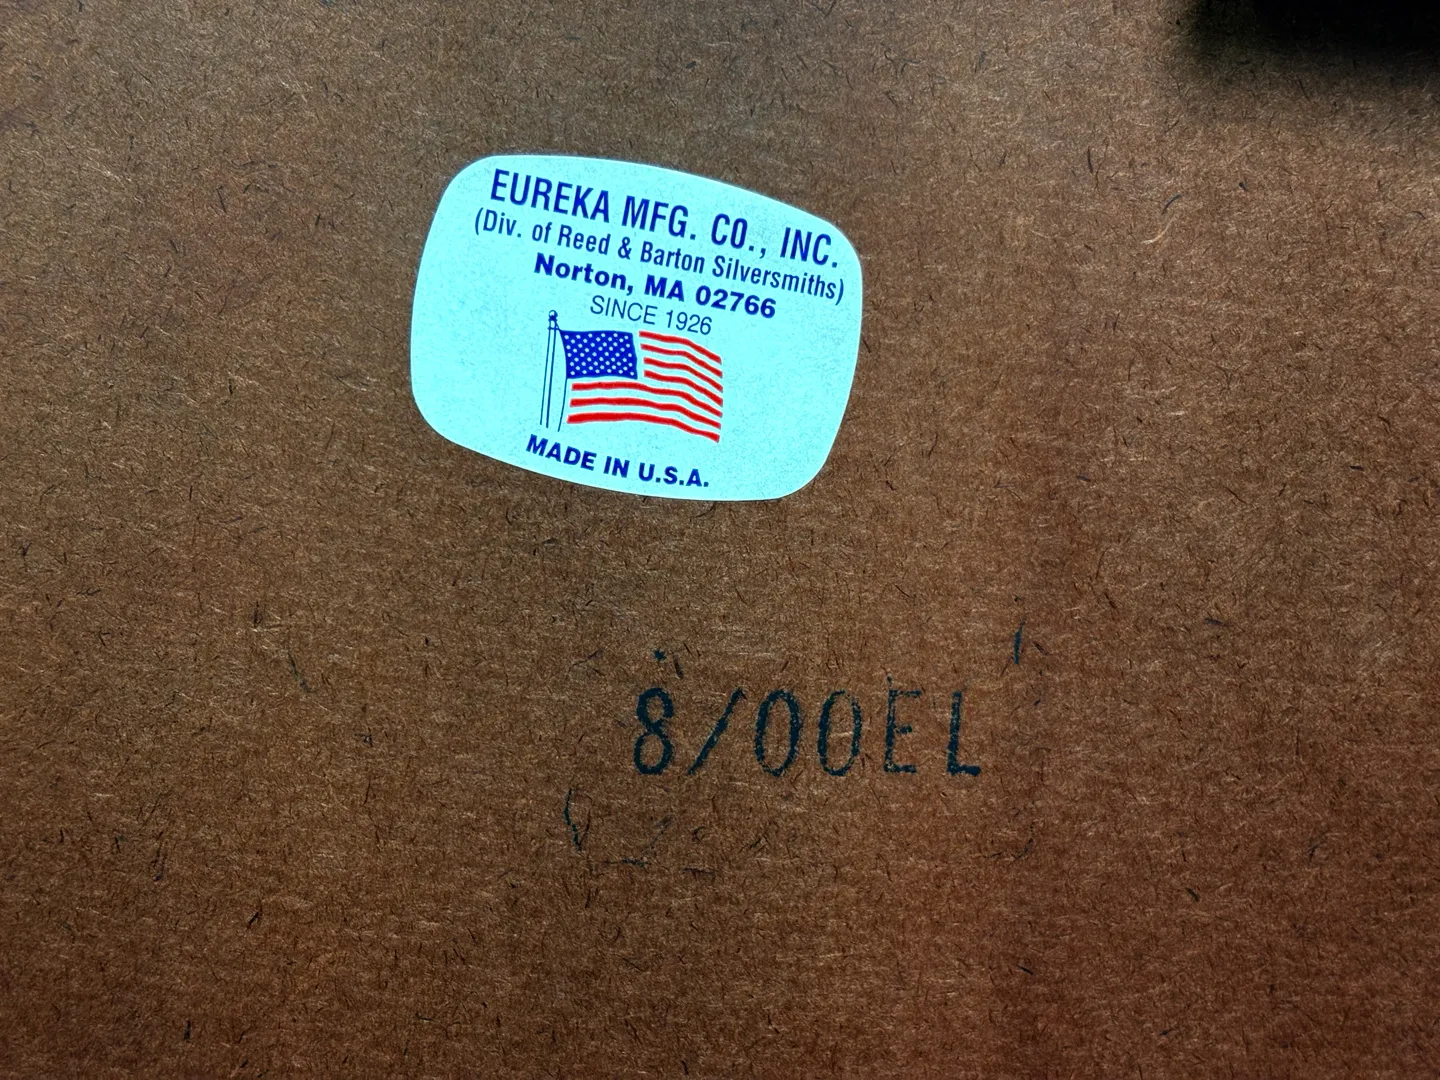 EUREKA MFG. CO., INC.
(Div. of Reed & Barton Silversmiths)
Norton, MA 02766
SINCE 1926
MADE IN U.S.A.
8/00EL